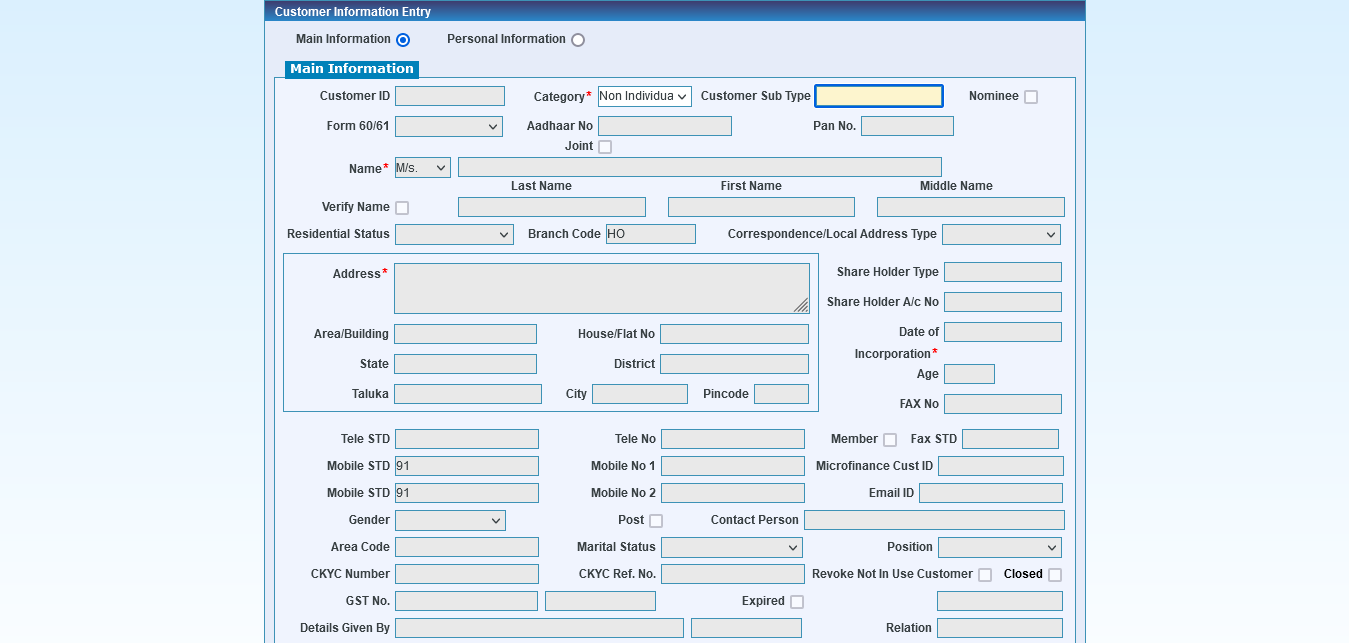 Customer Information Entry
Main Information Personal Information
Main Information
Customer ID Category* Non Individua Customer Sub Type Nominee
Form 60/61 Aadhaar No Pan No.
Joint
Name* M/s.
Last Name First Name Middle Name
Verify Name
Residential Status Branch Code HO Correspondence/Local Address Type
Address* Share Holder Type
Share Holder A/c No
Area/Building House/Flat No Date of
Incorporation*
State District Age
Taluka City Pincode FAX No
Tele STD Tele No Member Fax STD
Mobile STD 91 Mobile No 1 Microfinance Cust ID
Mobile STD 91 Mobile No 2 Email ID
Gender Post Contact Person
Area Code Marital Status Position
CKYC Number CKYC Ref. No. Revoke Not In Use Customer Closed
GST No. Expired
Details Given By Relation